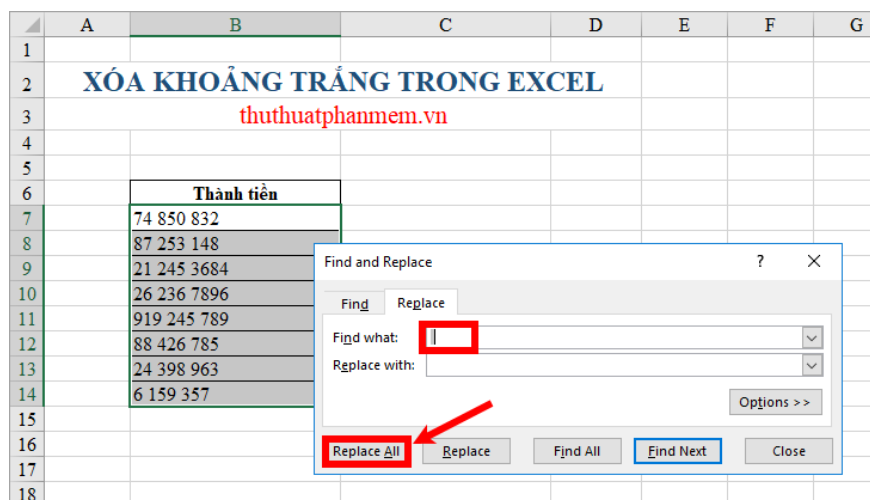 A B C D E F G
1
2 XÓA KHOẢNG TRẮNG TRONG EXCEL
3 thuthuatphanmem.vn
4
5
6 Thành tiền
7 74 850 832
8 87 253 148
9 21 245 3684
10 26 236 7896
11 919 245 789
12 88 426 785
13 24 398 963
14 6 159 357
15
16
17
18
Find and Replace ? ×
Find Replace
Find what:
Replace with:
Options >>
Replace All Replace Find All Find Next Close